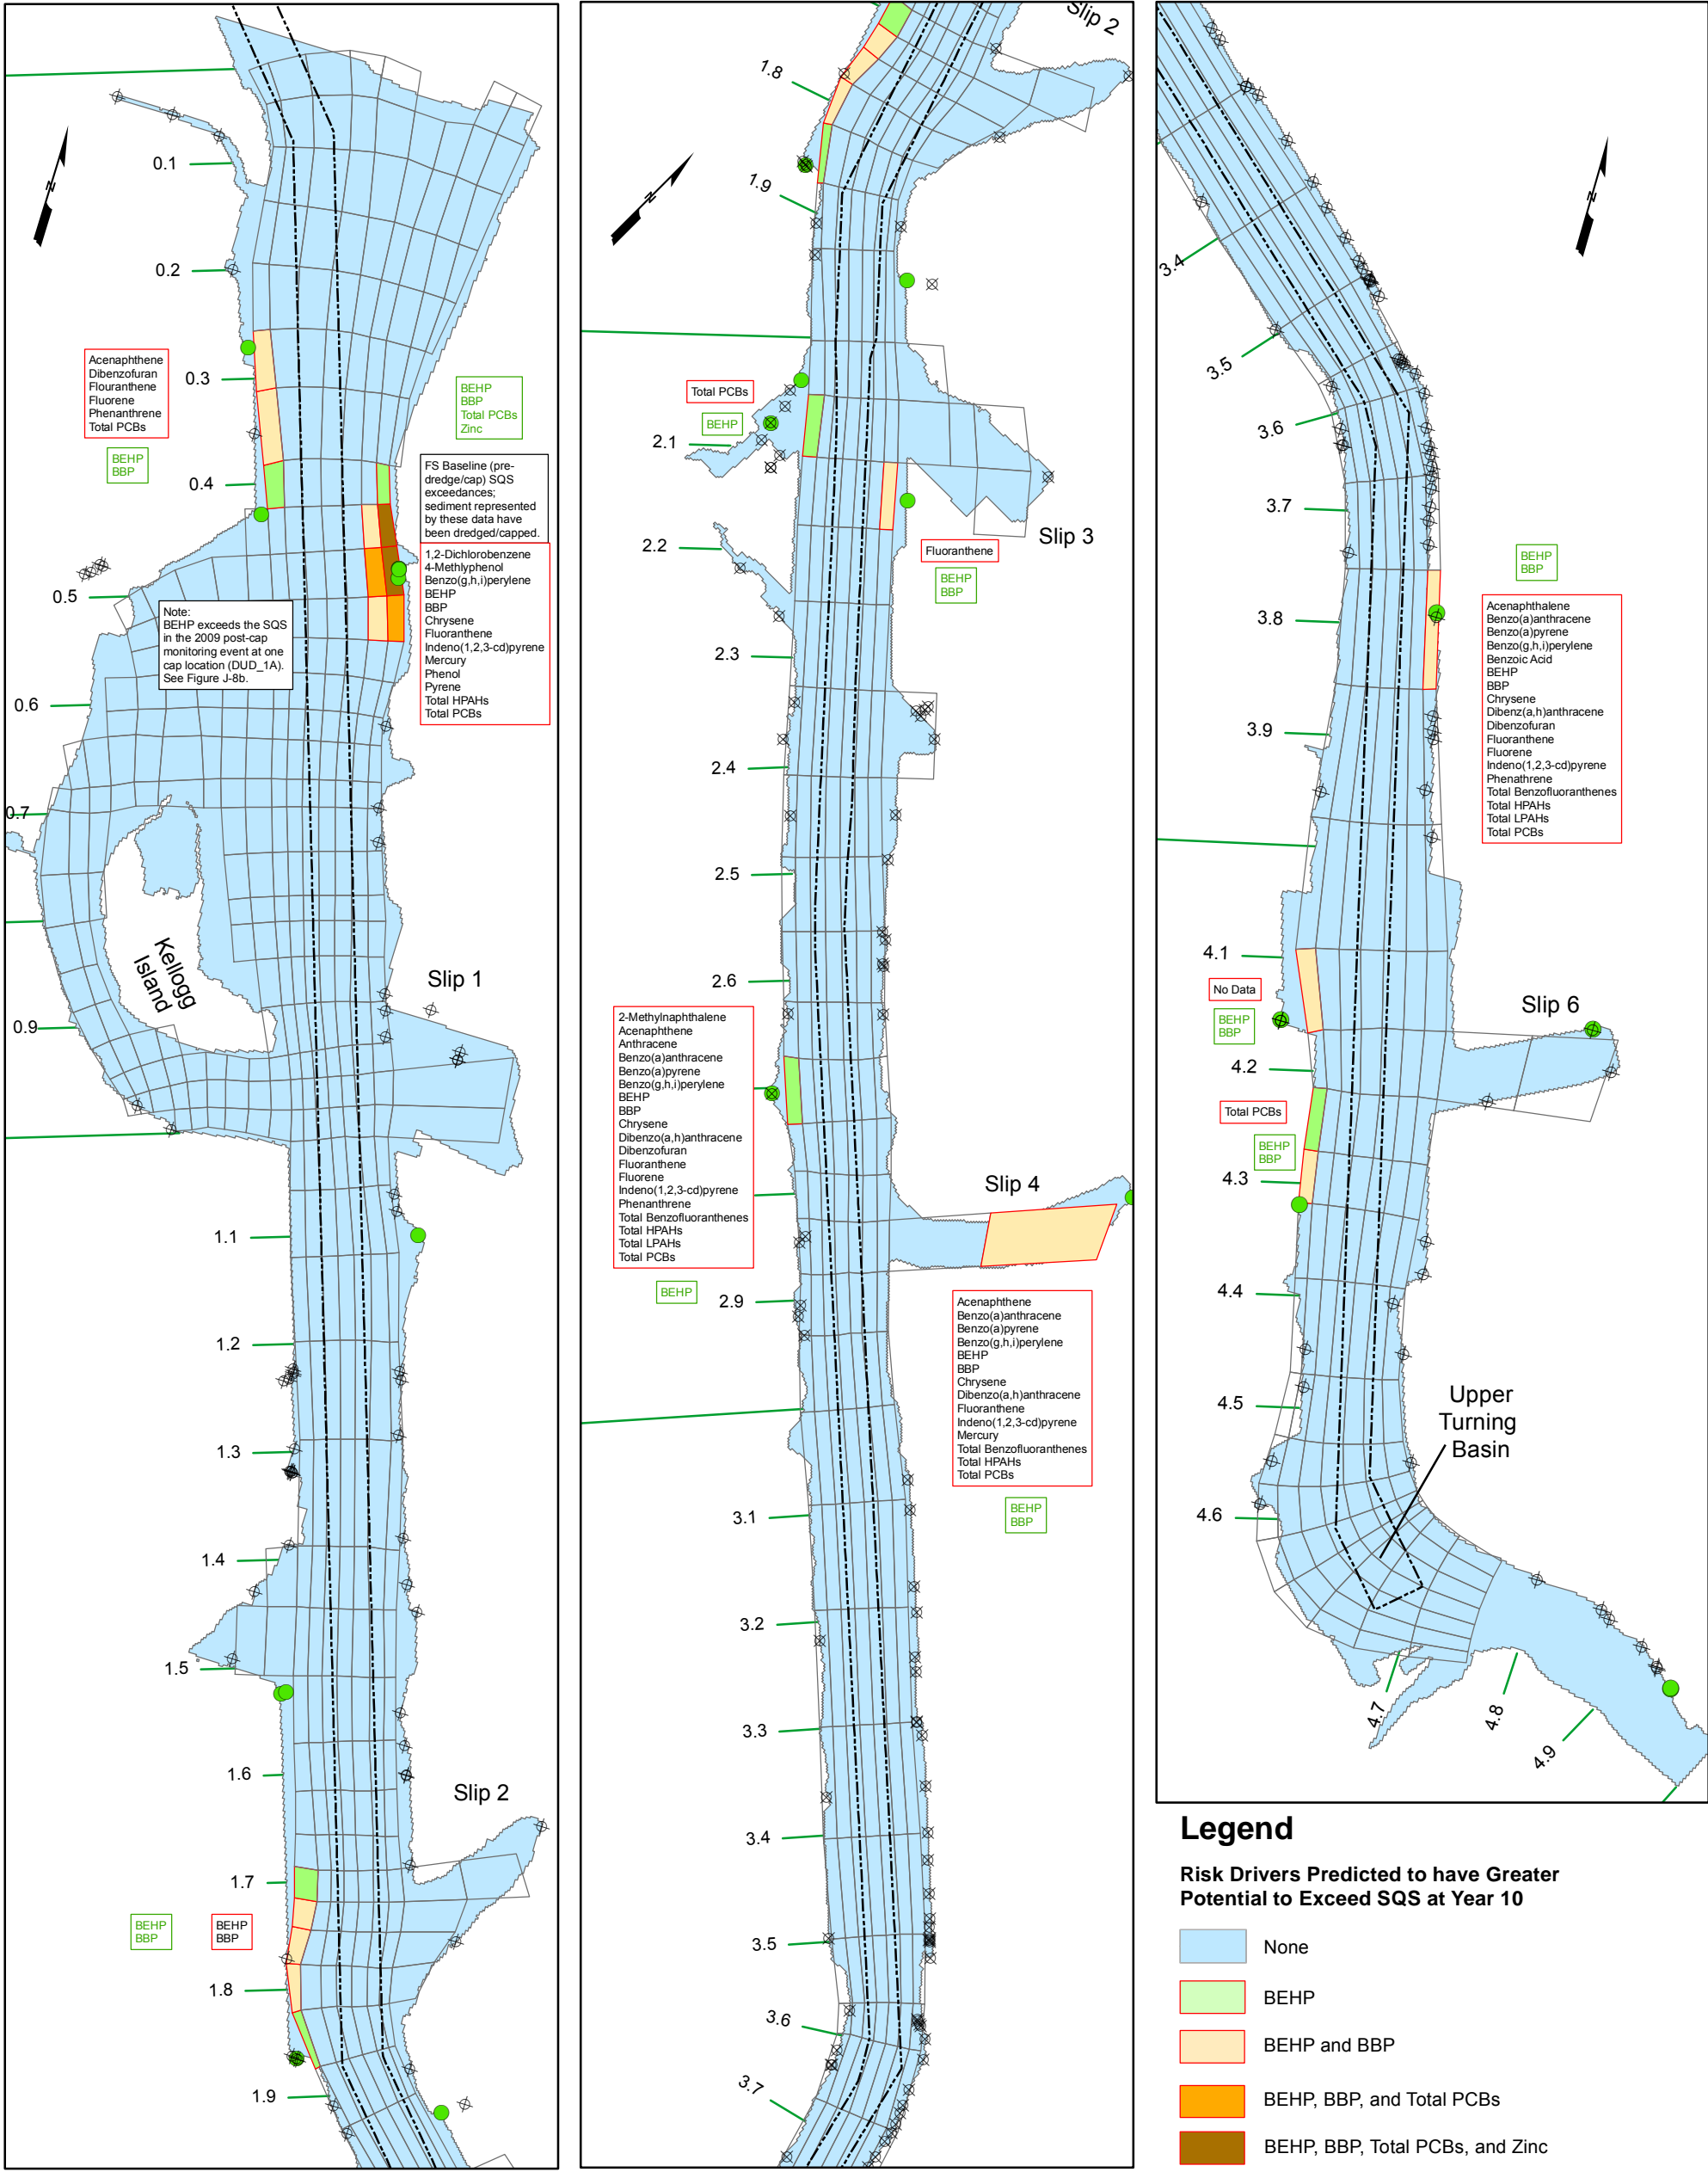 N
0.1
0.2
Acenaphthene
Dibenzofuran
Flouranthene
Fluorene
Phenanthrene
Total PCBs
0.3
BEHP
BBP
Total PCBs
Zinc
BEHP
BBP
0.4
FS Baseline (pre-
dredge/cap) SQS
exceedances;
sediment represented
by these data have
been dredged/capped.
1,2-Dichlorobenzene
4-Methlyphenol
Benzo(g,h,i)perylene
BEHP
BBP
Chrysene
Fluoranthene
Indeno(1,2,3-cd)pyrene
Mercury
Phenol
Pyrene
Total HPAHs
Total PCBs
0.5
Note:
BEHP exceeds the SQS
in the 2009 post-cap
monitoring event at one
cap location (DUD_1A).
See Figure J-8b.
0.6
0.7
Kellogg
Island
Slip 1
0.9
1.1
1.2
1.3
1.4
1.5
1.6
Slip 2
1.7
BEHP
BBP
BEHP
BBP
1.8
1.9
Slip 2
1.8
N
1.9
Total PCBs
BEHP
2.1
Slip 3
2.2
Fluoranthene
BEHP
BBP
2.3
2.4
2.5
2.6
2-Methylnaphthalene
Acenaphthene
Anthracene
Benzo(a)anthracene
Benzo(a)pyrene
Benzo(g,h,i)perylene
BEHP
BBP
Chrysene
Dibenzo(a,h)anthracene
Dibenzofuran
Fluoranthene
Fluorene
Indeno(1,2,3-cd)pyrene
Phenanthrene
Total Benzofluoranthenes
Total HPAHs
Total LPAHs
Total PCBs
BEHP
Slip 4
2.9
Acenaphthene
Benzo(a)anthracene
Benzo(a)pyrene
Benzo(g,h,i)perylene
BEHP
BBP
Chrysene
Dibenzo(a,h)anthracene
Fluoranthene
Indeno(1,2,3-cd)pyrene
Mercury
Total Benzofluoranthenes
Total HPAHs
Total PCBs
BEHP
BBP
3.1
3.2
3.3
3.4
3.5
3.6
3.7
N
3.4
3.5
3.6
3.7
BEHP
BBP
3.8
Acenaphthalene
Benzo(a)anthracene
Benzo(a)pyrene
Benzo(g,h,i)perylene
Benzoic Acid
BEHP
BBP
Chrysene
Dibenz(a,h)anthracene
Dibenzofuran
Fluoranthene
Fluorene
Indeno(1,2,3-cd)pyrene
Phenathrene
Total Benzofluoranthenes
Total HPAHs
Total LPAHs
Total PCBs
3.9
4.1
No Data
BEHP
BBP
Slip 6
4.2
Total PCBs
BEHP
BBP
4.3
4.4
4.5
Upper
Turning
Basin
4.6
4.7
4.8
4.9
Legend
Risk Drivers Predicted to have Greater
Potential to Exceed SQS at Year 10
None
BEHP
BEHP and BBP
BEHP, BBP, and Total PCBs
BEHP, BBP, Total PCBs, and Zinc